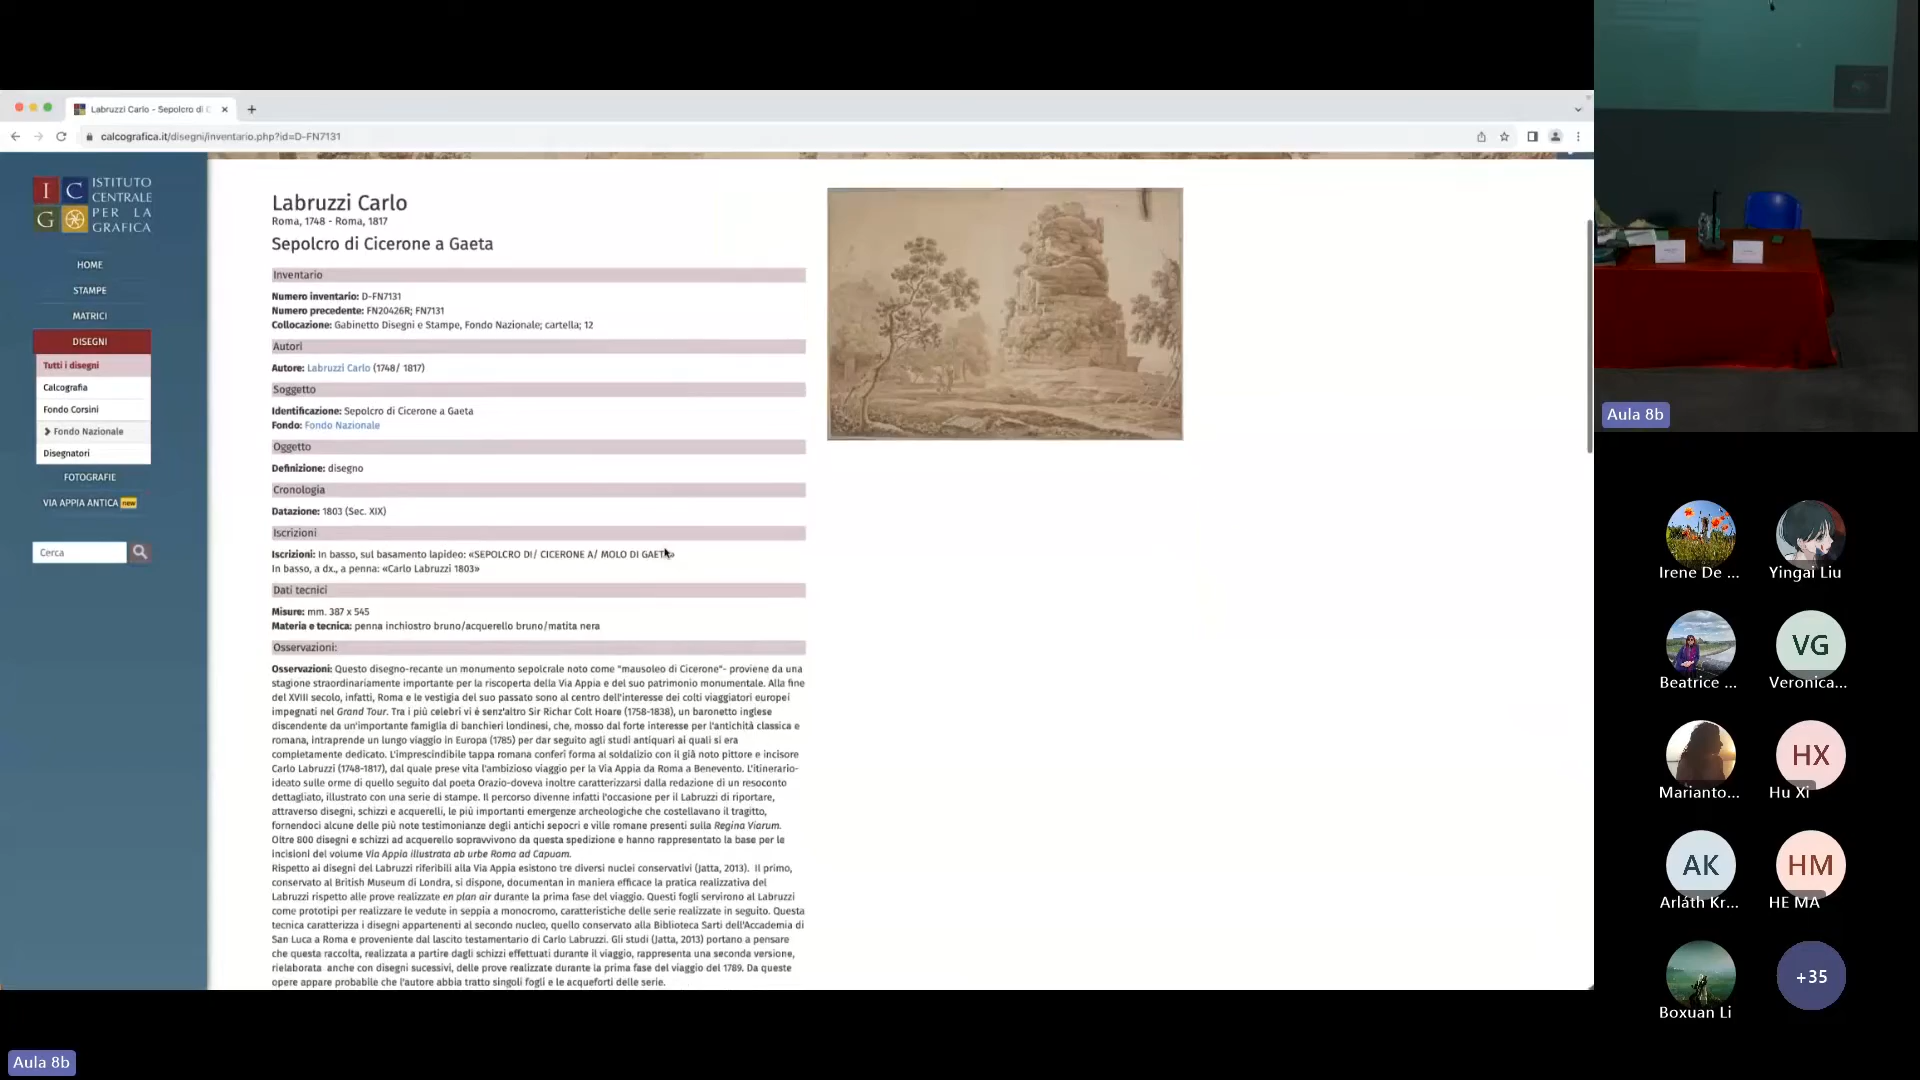 Labruzzi Carlo - Sepolcro di C
calcografica.it/disegni/inventario.php?id=D-FN7131
I C G
ISTITUTO
CENTRALE
PER LA
GRAFICA
HOME
STAMPE
MATRICI
DISEGNI
Tutti i disegni
Calcografia
Fondo Corsini
Fondo Nazionale
Disegnatori
FOTOGRAFIE
VIA APPIA ANTICA new
Cerca
Labruzzi Carlo
Roma, 1748 - Roma, 1817
Sepolcro di Cicerone a Gaeta
Inventario
Numero inventario: D-FN7131
Numero precedente: FN20426R; FN7131
Collocazione: Gabinetto Disegni e Stampe, Fondo Nazionale; cartella; 12
Autori
Autore: Labruzzi Carlo (1748/ 1817)
Soggetto
Identificazione: Sepolcro di Cicerone a Gaeta
Fondo: Fondo Nazionale
Oggetto
Definizione: disegno
Cronologia
Datazione: 1803 (Sec. XIX)
Iscrizioni
Iscrizioni: In basso, sul basamento lapideo: «SEPOLCRO DI/ CICERONE A/ MOLO DI GAETA»
In basso, a dx., a penna: «Carlo Labruzzi 1803»
Dati tecnici
Misure: mm. 387 x 545
Materia e tecnica: penna inchiostro bruno/acquerello bruno/matita nera
Osservazioni:
Osservazioni: Questo disegno-recante un monumento sepolcrale noto come "mausoleo di Cicerone"- proviene da una
stagione straordinariamente importante per la riscoperta della Via Appia e del suo patrimonio monumentale. Alla fine
del XVIII secolo, infatti, Roma e le vestigia del suo passato sono al centro dell'interesse dei colti viaggiatori europei
impegnati nel Grand Tour. Tra i più celebri vi é senz'altro Sir Richar Colt Hoare (1758-1838), un baronetto inglese
discendente da un'importante famiglia di banchieri londinesi, che, mosso dal forte interesse per l'antichità classica e
romana, intraprende un lungo viaggio in Europa (1785) per dar seguito agli studi antiquari ai quali si era
completamente dedicato. L'imprescindibile tappa romana conferì forma al soldalizio con il già noto pittore e incisore
Carlo Labruzzi (1748-1817), dal quale prese vita l'ambizioso viaggio per la Via Appia da Roma a Benevento. L'itinerario-
ideato sulle orme di quello seguito dal poeta Orazio-doveva inoltre caratterizzarsi dalla redazione di un resoconto
dettagliato, illustrato con una serie di stampe. Il percorso divenne infatti l'occasione per il Labruzzi di riportare,
attraverso disegni, schizzi e acquerelli, le più importanti emergenze archeologiche che costellavano il tragitto,
fornendoci alcune delle più note testimonianze degli antichi sepocri e ville romane presenti sulla Regina Viarum.
Oltre 800 disegni e schizzi ad acquerello sopravvivono da questa spedizione e hanno rappresentato la base per le
incisioni del volume Via Appia illustrata ab urbe Roma ad Capuam.
Rispetto ai disegni del Labruzzi riferibili alla Via Appia esistono tre diversi nuclei conservativi (Jatta, 2013). Il primo,
conservato al British Museum di Londra, si dispone, documentan in maniera efficace la pratica realizzativa del
Labruzzi rispetto alle prove realizzate en plan air durante la prima fase del viaggio. Questi fogli servirono al Labruzzi
come prototipi per realizzare le vedute in seppia a monocromo, caratteristiche delle serie realizzate in seguito. Questa
tecnica caratterizza i disegni appartenenti al secondo nucleo, quello conservato alla Biblioteca Sarti dell'Accademia di
San Luca a Roma e proveniente dal lascito testamentario di Carlo Labruzzi. Gli studi (Jatta, 2013) portano a pensare
che questa raccolta, realizzata a partire dagli schizzi effettuati durante il viaggio, rappresenta una seconda versione,
rielaborata anche con disegni sucessivi, delle prove realizzate durante la prima fase del viaggio del 1789. Da queste
opere appare probabile che l'autore abbia tratto singoli fogli e le acqueforti delle serie.
Aula 8b
Irene De ...
Yingai Liu
Beatrice ...
VG
Veronica...
Marianto...
HX
Hu Xi
AK
Arláth Kr...
HM
HE MA
Boxuan Li
+35
Aula 8b